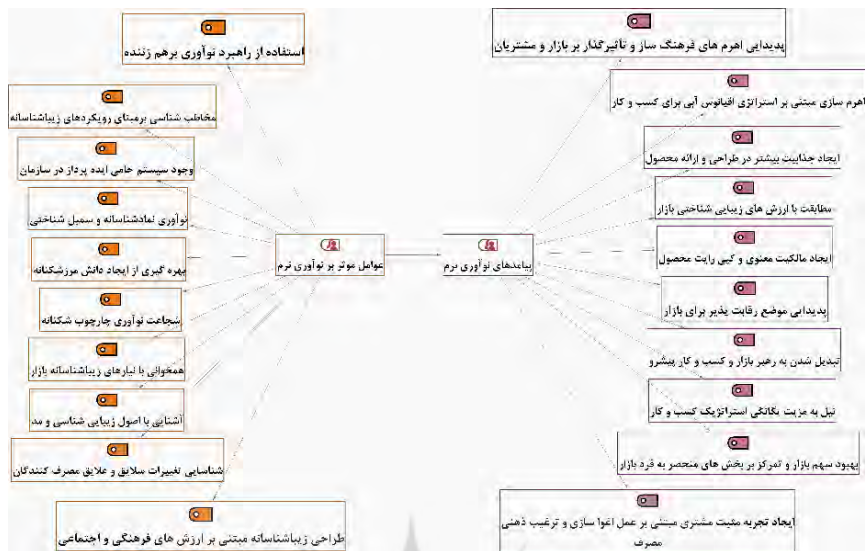 پدیدایی اهرم های فرهنگ ساز و تأثیرگذار بر بازار و مشتریان
استفاده از راهبرد نوآوری برهم زننده
اهرم سازی مبتنی بر استراتژی اقیانوس آبی برای کسب و کار
مخاطب شناسی برمبنای رویکردهای زیباشناسانه
ایجاد جذابیت بیشتر در طراحی و ارائه محصول
وجود سیستم حامی ایده پرداز در سازمان
مطابقت با ارزش های زیبایی شناختی بازار
نوآوری نمادشناسانه و سمبل شناختی
ایجاد مالکیت معنوی و کپی رایت محصول
پیامدهای نوآوری نرم
عوامل موثر بر نوآوری نرم
بهره گیری از ایجاد دانش مرزشکنانه
پدیدایی موضع رقابت پذیر برای بازار
شجاعت نوآوری چارچوب شکنانه
تبدیل شدن به رهبر بازار و کسب و کار پیشرو
همخوانی با نیازهای زیباشناسانه بازار
نیل به مزیت یگانگی استراتژیک کسب و کار
آشنایی با اصول زیبایی شناسی و مد
بهبود سهم بازار و تمرکز بر بخش های منحصر به فرد بازار
شناسایی تغییرات سلایق و علایق مصرف کنندگان
ایجاد تجربه مثبت مشتری مبتنی بر عمل اغوا سازی و ترغیب ذهنی
مصرف
طراحی زیباشناسانه مبتنی بر ارزش های فرهنگی و اجتماعی